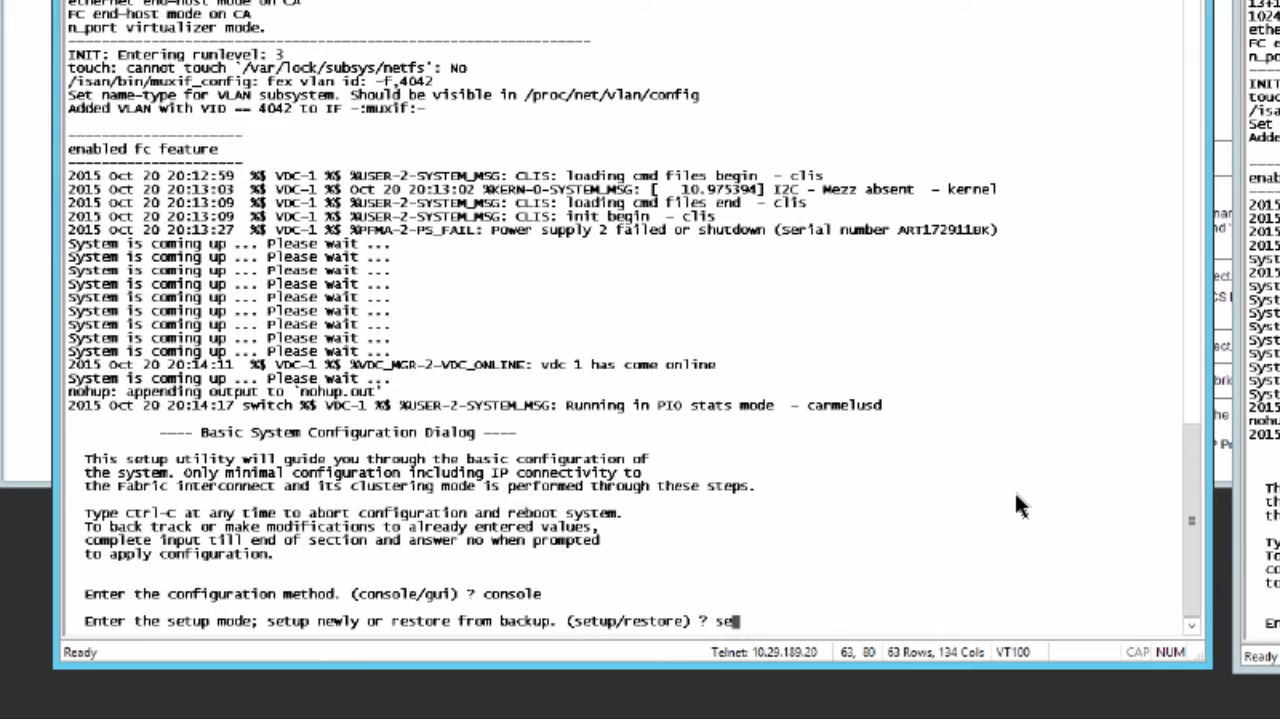 ethernet end-host mode on CA
FC end-host mode on CA
n_port virtualizer mode.
---------------------------------------------------------------
INIT: Entering runlevel: 3
touch: cannot touch `/var/lock/subsys/netfs': No
/isan/bin/muxif_config: fex vlan id: -f,4042
Set name-type for VLAN subsystem. Should be visible in /proc/net/vlan/config
Added VLAN with VID == 4042 to IF -:muxif:-
---------------------
enabled fc feature
---------------------
2015 Oct 20 20:12:59  %$ VDC-1 %$ %USER-2-SYSTEM_MSG: CLIS: loading cmd files begin  - clis
2015 Oct 20 20:13:03  %$ VDC-1 %$ Oct 20 20:13:02 %KERN-0-SYSTEM_MSG: [   10.975394] I2C - Mezz absent  - kernel
2015 Oct 20 20:13:09  %$ VDC-1 %$ %USER-2-SYSTEM_MSG: CLIS: loading cmd files end  - clis
2015 Oct 20 20:13:09  %$ VDC-1 %$ %USER-2-SYSTEM_MSG: CLIS: init begin  - clis
2015 Oct 20 20:13:27  %$ VDC-1 %$ %PFMA-2-PS_FAIL: Power supply 2 failed or shutdown (serial number ART172911BK)
System is coming up ... Please wait ...
System is coming up ... Please wait ...
System is coming up ... Please wait ...
System is coming up ... Please wait ...
System is coming up ... Please wait ...
System is coming up ... Please wait ...
System is coming up ... Please wait ...
System is coming up ... Please wait ...
System is coming up ... Please wait ...
2015 Oct 20 20:14:11  %$ VDC-1 %$ %VDC_MGR-2-VDC_ONLINE: vdc 1 has come online
System is coming up ... Please wait ...
nohup: appending output to `nohup.out'
2015 Oct 20 20:14:17 switch %$ VDC-1 %$ %USER-2-SYSTEM_MSG: Running in PIO stats mode  - carmelusd
---- Basic System Configuration Dialog ----
This setup utility will guide you through the basic configuration of
the system. Only minimal configuration including IP connectivity to
the Fabric interconnect and its clustering mode is performed through these steps.
Type Ctrl-C at any time to abort configuration and reboot system.
To back track or make modifications to already entered values,
complete input till end of section and answer no when prompted
to apply configuration.
Enter the configuration method. (console/gui) ? console
Enter the setup mode; setup newly or restore from backup. (setup/restore) ? se
Ready
Telnet: 10.29.189.20
63, 80
63 Rows, 134 Cols
VT100
CAP
NUM
Ready